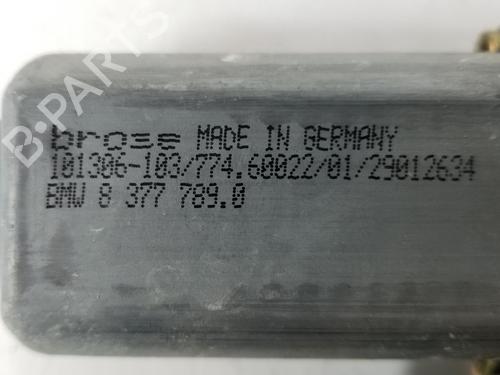 B-PARTS
brose MADE IN GERMANY
101306-103/774.60022/01/29012634
BMW 8 377 789.0